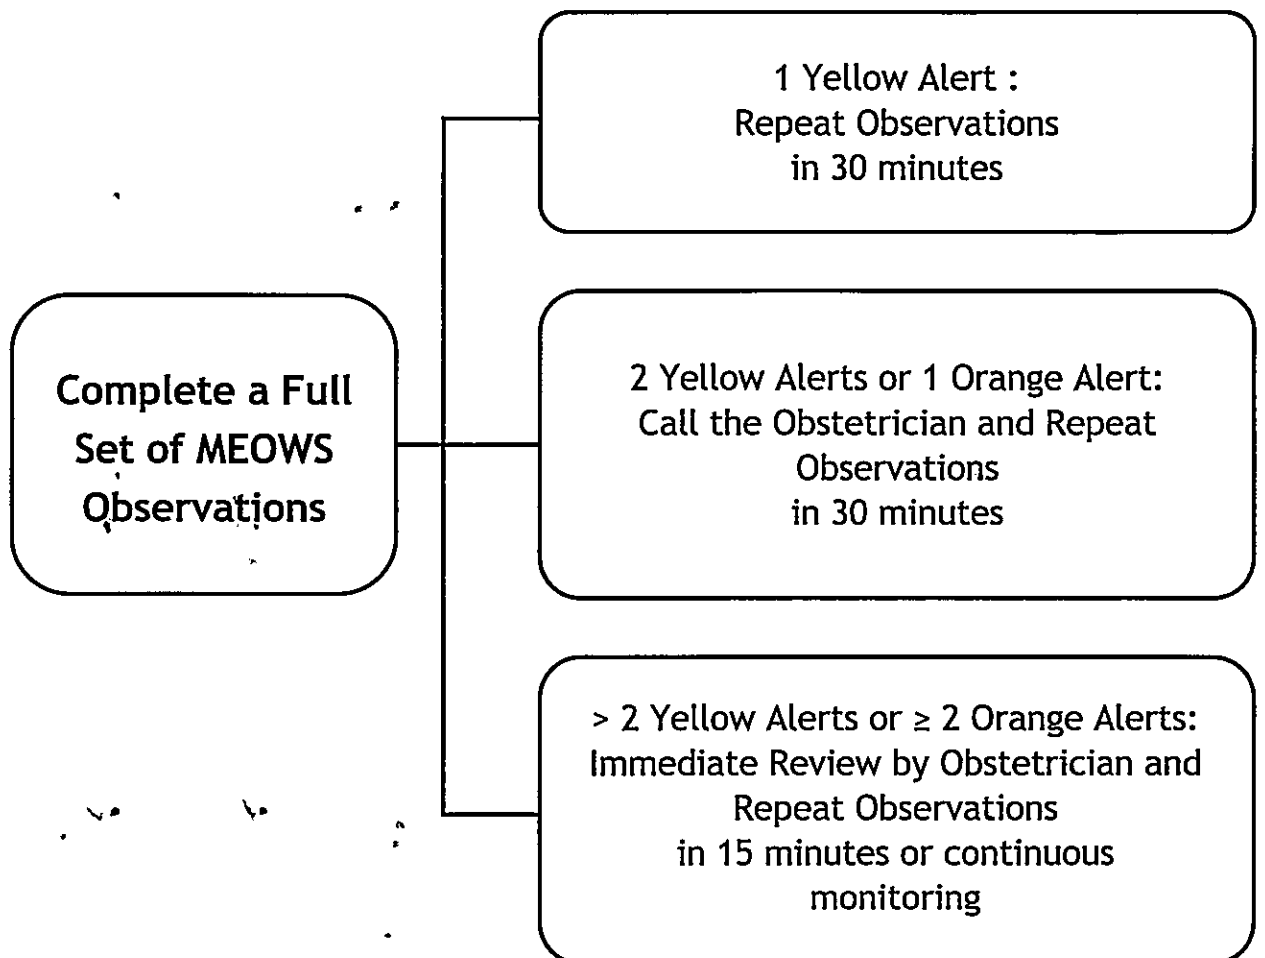 Complete a Full
Set of MEOWS
Observations
1 Yellow Alert :
Repeat Observations
in 30 minutes
2 Yellow Alerts or 1 Orange Alert:
Call the Obstetrician and Repeat
Observations
in 30 minutes
> 2 Yellow Alerts or ≥ 2 Orange Alerts:
Immediate Review by Obstetrician and
Repeat Observations
in 15 minutes or continuous
monitoring